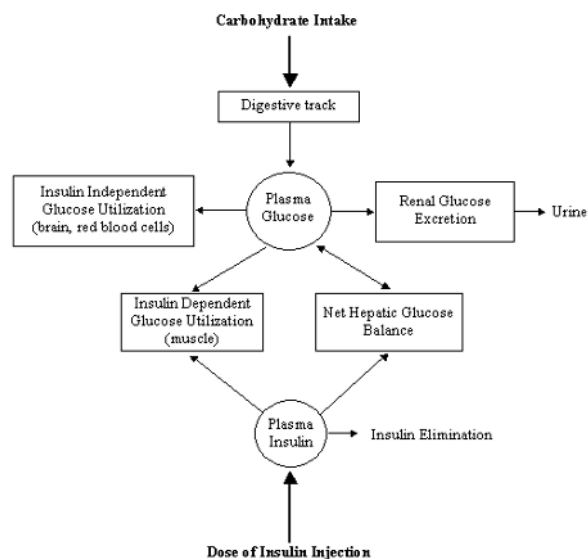 Carbohydrate Intake
Digestive track
Plasma
Glucose
Insulin Independent
Glucose Utilization
(brain, red blood cells)
Renal Glucose
Excretion
Urine
Insulin Dependent
Glucose Utilization
(muscle)
Net Hepatic Glucose
Balance
Plasma
Insulin
Insulin Elimination
Dose of Insulin Injection